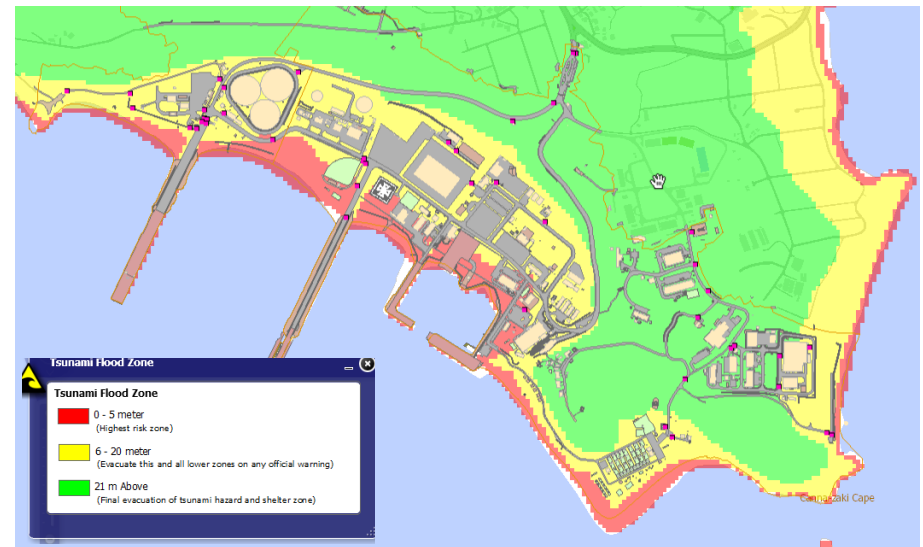 Tsunami Flood Zone
Tsunami Flood Zone
0 - 5 meter
(Highest risk zone)
6 - 20 meter
(Evacuate this and all lower zones on any official warning)
21 m Above
(Final evacuation of tsunami hazard and shelter zone)
Cape